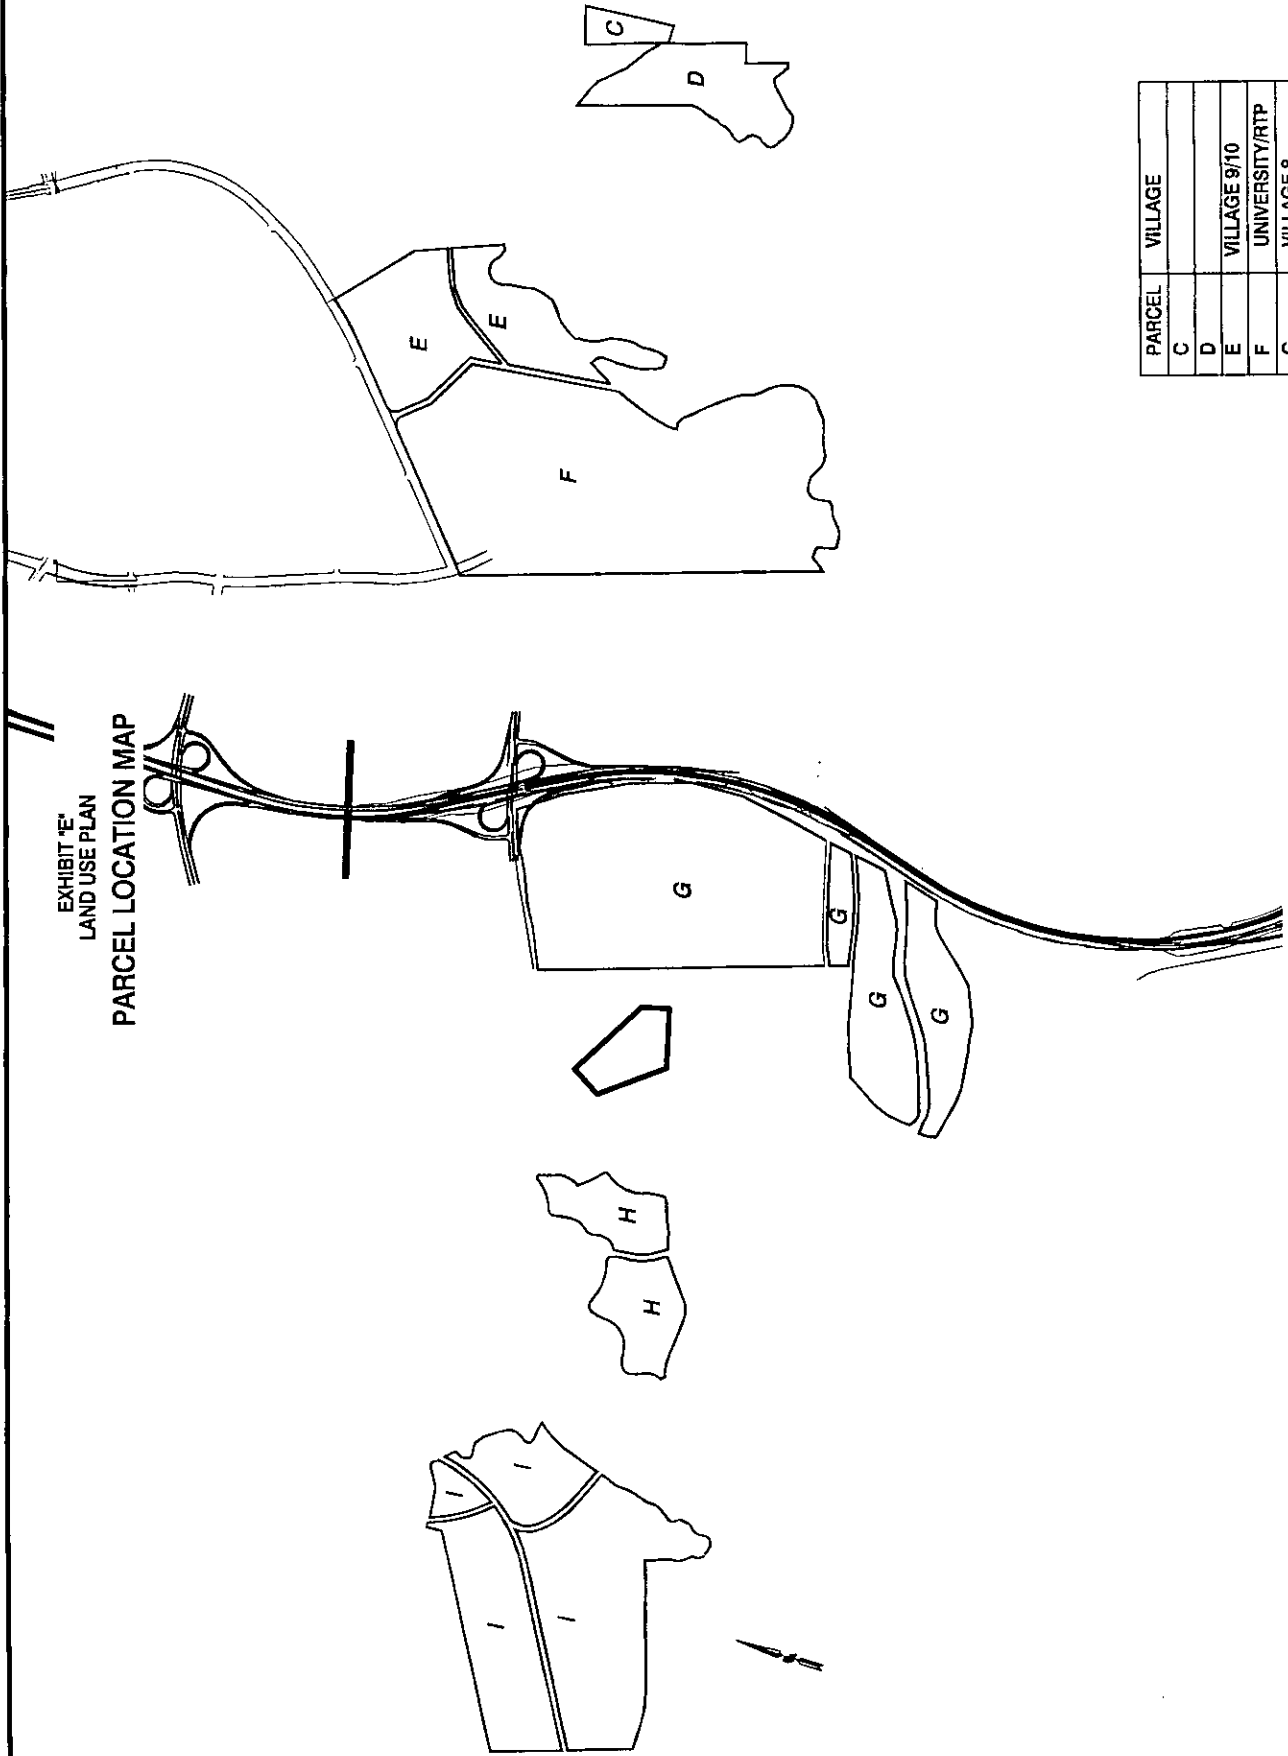 EXHIBIT "E"
LAND USE PLAN
PARCEL LOCATION MAP
C
D
E
E
F
G
G
G
G
H
H
I
I
I
I
PARCEL VILLAGE
C
D
E VILLAGE 9/10
F UNIVERSITY/RTP